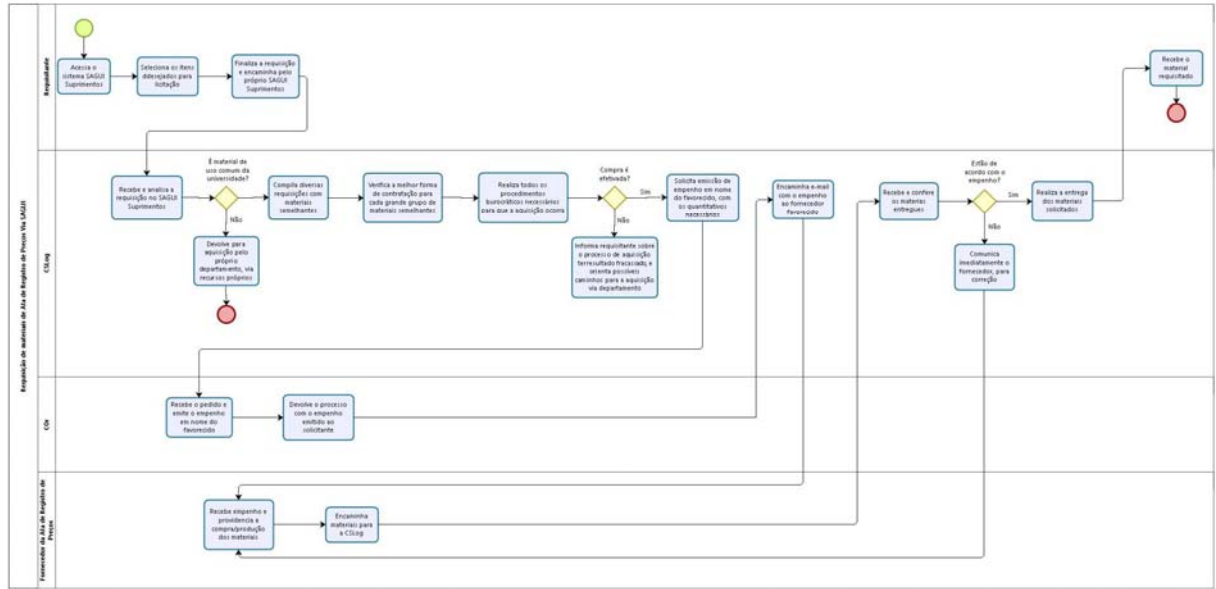 Requisição de materiais de Ata de Registro de Preços Via SAGUI
Requisitante
Acessa o
sistema SAGUI
Suprimentos
Seleciona os itens
ddesejados para
licitação
Finaliza a requisição
e encaminha pelo
próprio SAGUI
Suprimentos
Recebe o
material
requisitado
CSLog
Recebe e analisa a
requisição no SAGUI
Suprimentos
É material de
uso comum da
universidade?
Não
Devolve para
aquisição pelo
próprio
departamento, via
recursos próprios
Compila diversas
requisições com
materiais
semelhantes
Verifica a melhor forma
de contratação para
cada grande grupo de
materiais semelhantes
Realiza todos os
procedimentos
burocráticos necessários
para que a aquisição ocorra
Compra é
efetivada?
Sim
Não
Informa requisitante sobre
o processo de aquisição
terresultado fracassado, e
orienta possíveis
caminhos para a aquisição
via departamento
Solicita emissão de
empenho em nome
do favorecido, com
os quantitativos
necessários
Encaminha e-mail
com o empenho
ao fornecedor
favorecido
Recebe e confere
os materiais
entregues
Estão de
acordo com o
empenho?
Sim
Não
Realiza a entrega
dos materiais
solicitados
Comunica
imediatamente o
fornecedor, para
correção
COr
Recebe o pedido e
emite o empenho
em nome do
favorecido
Devolve o processo
com o empenho
emitido ao
solicitante
Fornecedor da Ata de Registro de
Preços
Recebe empenho e
providencia a
compra/produção
dos materiais
Encaminha
materiais para
a CSLog